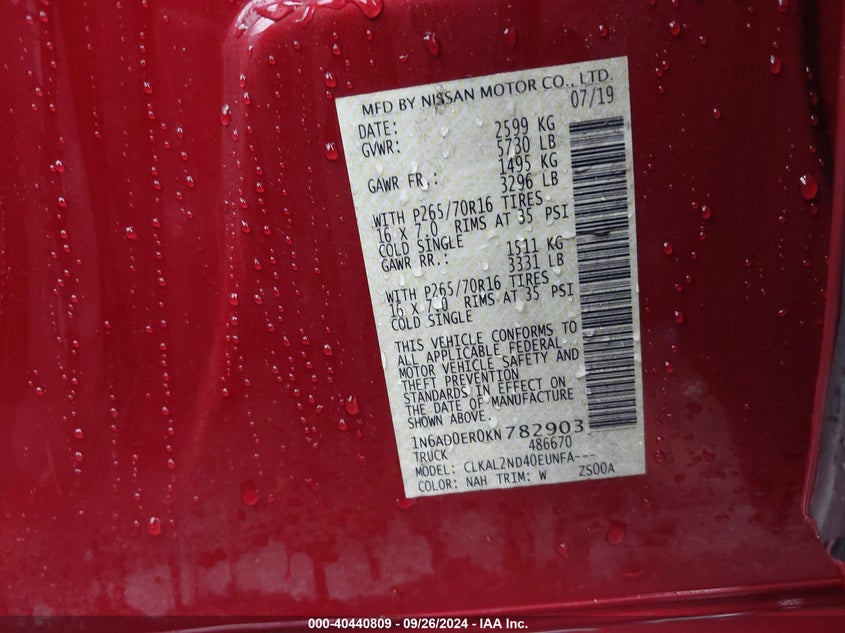 MFD BY NISSAN MOTOR CO., LTD.
DATE: 07/19
GVWR: 2599 KG
5730 LB
GAWR FR.: 1495 KG
3296 LB
WITH P265/70R16 TIRES
16 X 7.0 RIMS AT 35 PSI
COLD SINGLE
GAWR RR.: 1511 KG
3331 LB
WITH P265/70R16 TIRES
16 X 7.0 RIMS AT 35 PSI
COLD SINGLE
THIS VEHICLE CONFORMS TO
ALL APPLICABLE FEDERAL
MOTOR VEHICLE SAFETY AND
THEFT PREVENTION
STANDARDS IN EFFECT ON
THE DATE OF MANUFACTURE
SHOWN ABOVE.
1N6AD0ER0KN782903
TRUCK 486670
MODEL: CLKAL2ND40EUNFA---
COLOR: NAH TRIM: W ZS00A
000-40440809 - 09/26/2024 - IAA Inc.